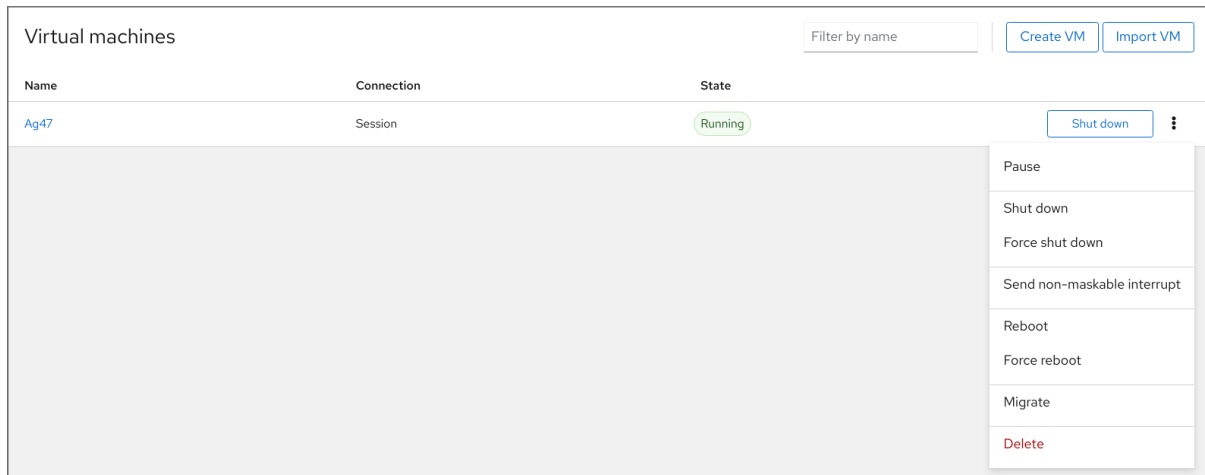 Virtual machines Filter by name Create VM Import VM
Name Connection State
Ag47 Session Running Shut down
Pause
Shut down
Force shut down
Send non-maskable interrupt
Reboot
Force reboot
Migrate
Delete